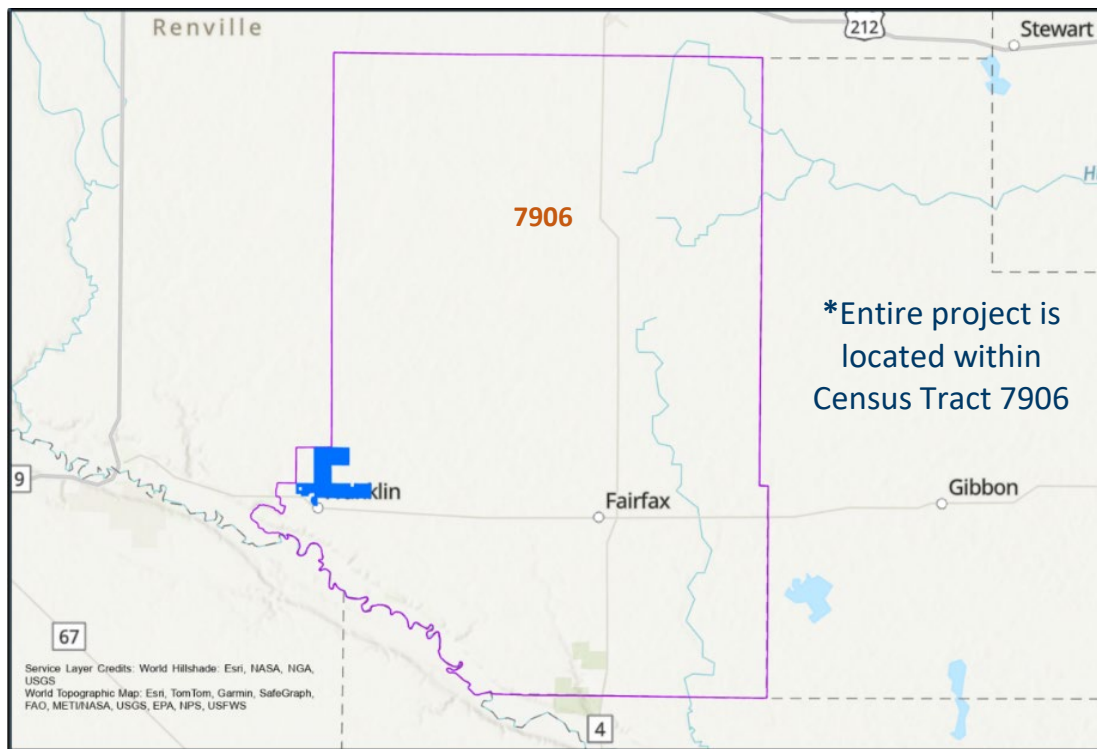 Renville
212
Stewart
7906
*Entire project is
located within
Census Tract 7906
9
Fairfax
Gibbon
67
4
Service Layer Credits: World Hillshade: Esri, NASA, NGA,
USGS
World Topographic Map: Esri, TomTom, Garmin, SafeGraph,
FAO, METI/NASA, USGS, EPA, NPS, USFWS